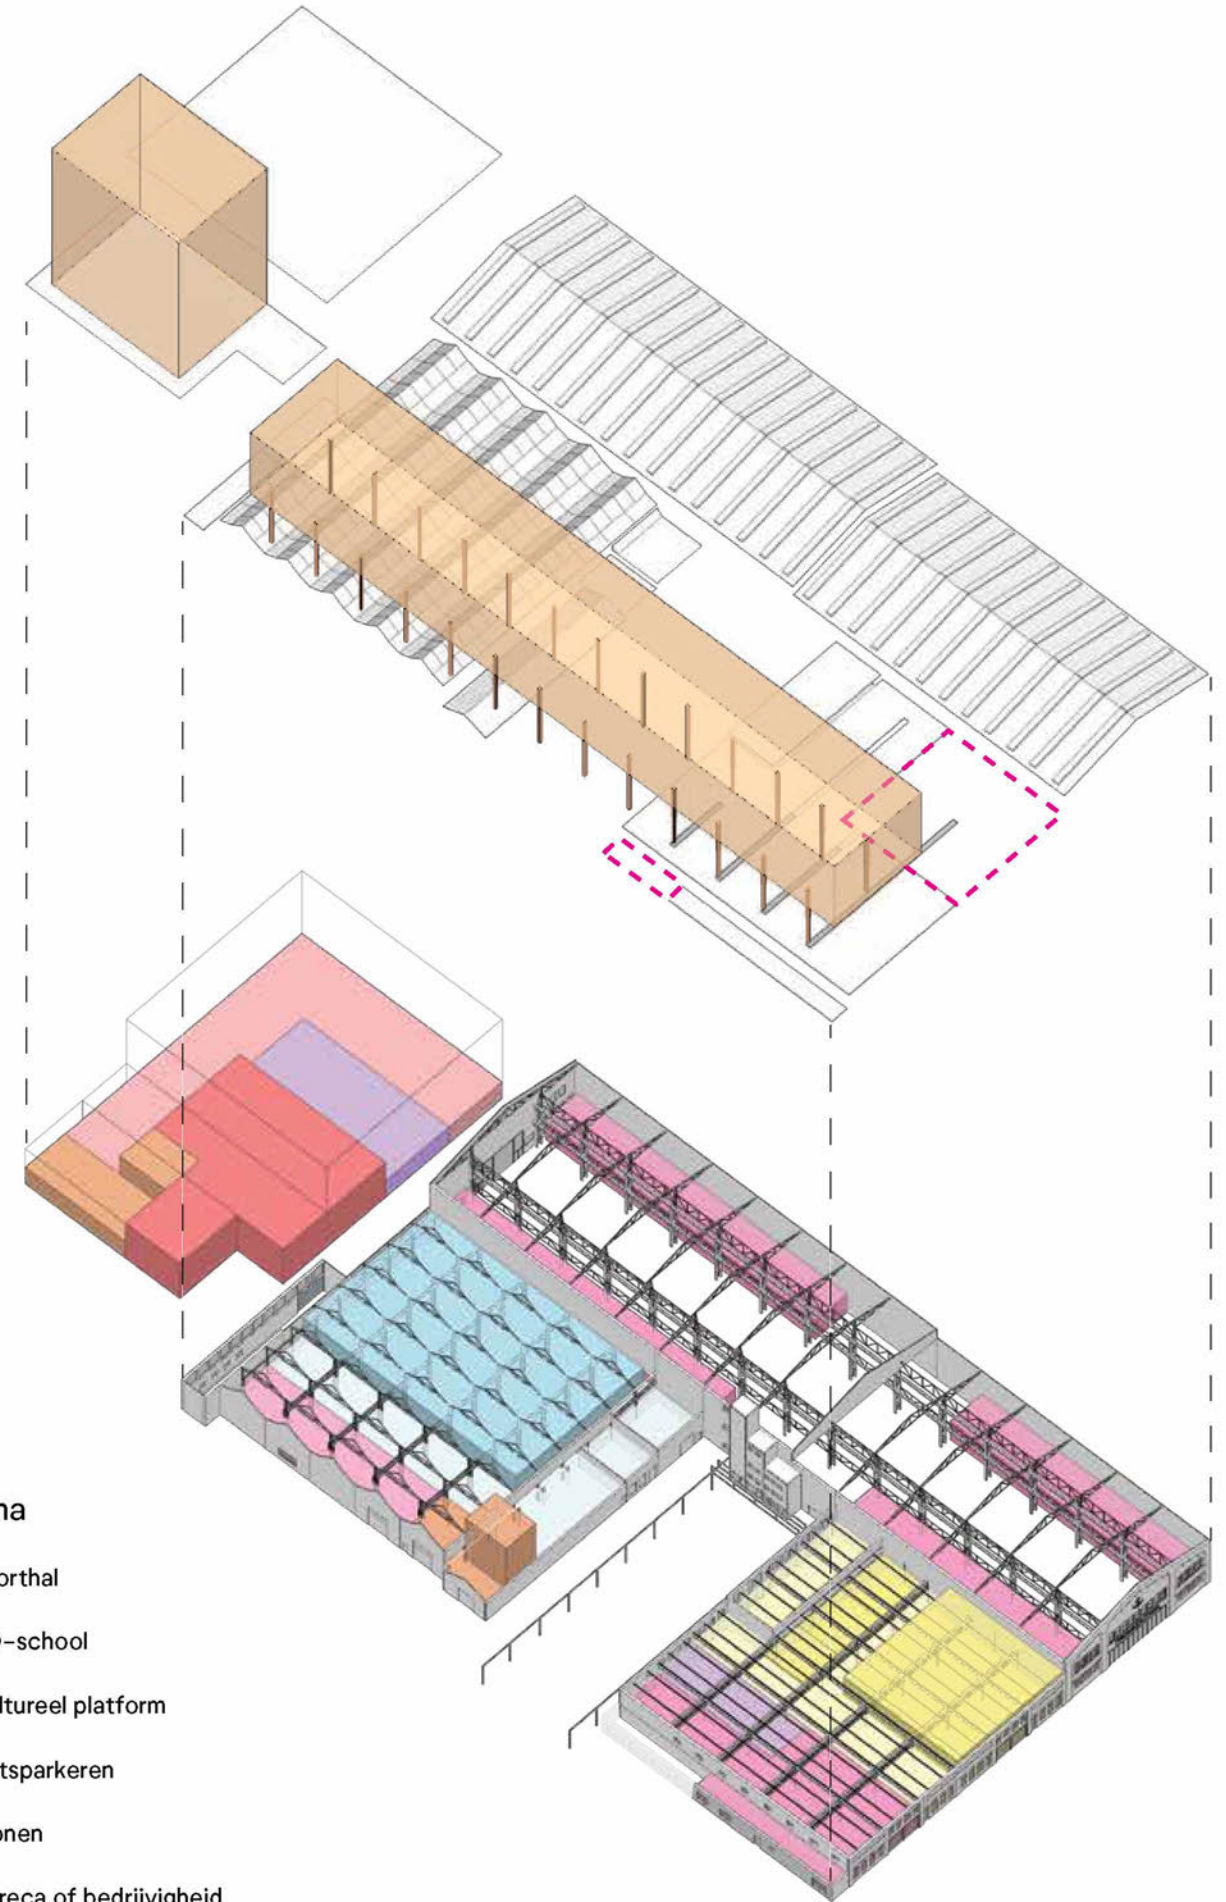 na
orthal
-school
ltureel platform
tsparkeren
onen
reca of bedrijvigheid